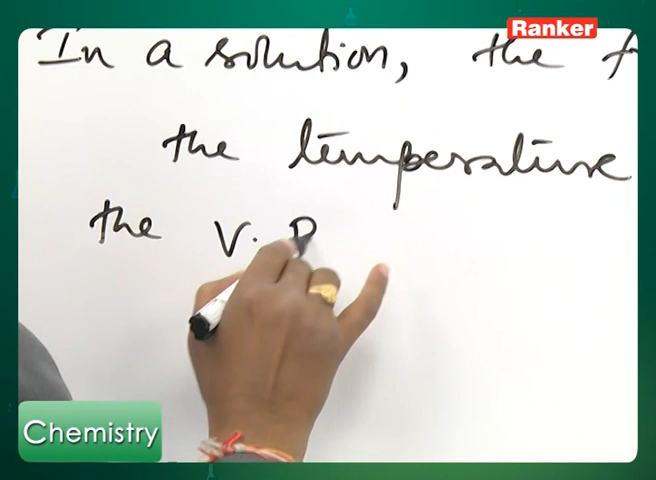 Ranker
In a solution, the f
the temperature
the V. P
Chemistry